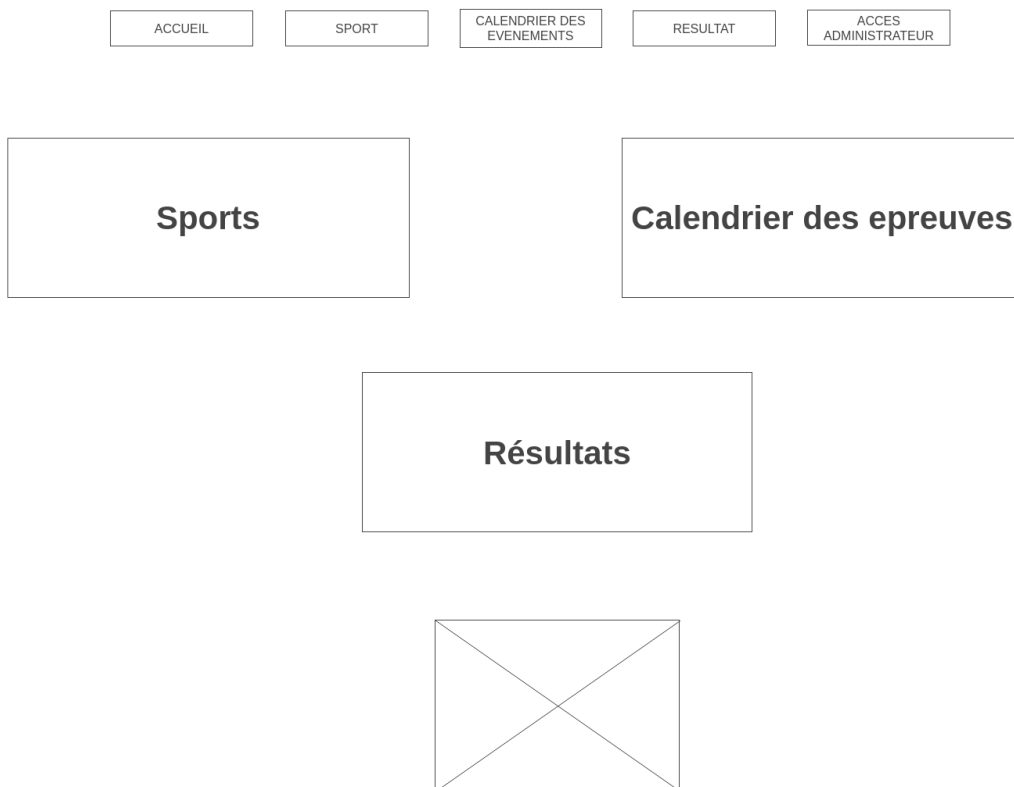 ACCUEIL
SPORT
CALENDRIER DES
EVENEMENTS
RESULTAT
ACCES
ADMINISTRATEUR
Sports
Calendrier des epreuves
Résultats